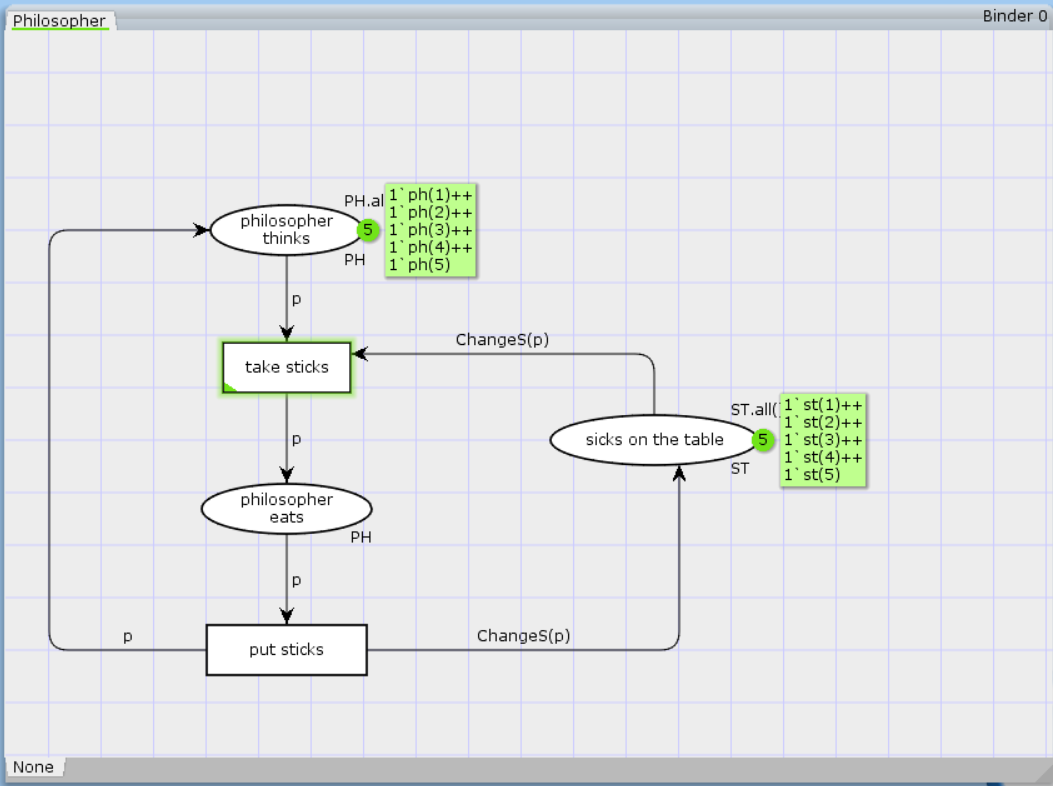 Philosopher
Binder 0
PH.al
1`ph(1)++
1`ph(2)++
1`ph(3)++
1`ph(4)++
1`ph(5)
philosopher
thinks
5
PH
p
take sticks
ChangeS(p)
p
ST.all(
1`st(1)++
1`st(2)++
1`st(3)++
1`st(4)++
1`st(5)
sicks on the table
5
ST
philosopher
eats
PH
p
p
put sticks
ChangeS(p)
None